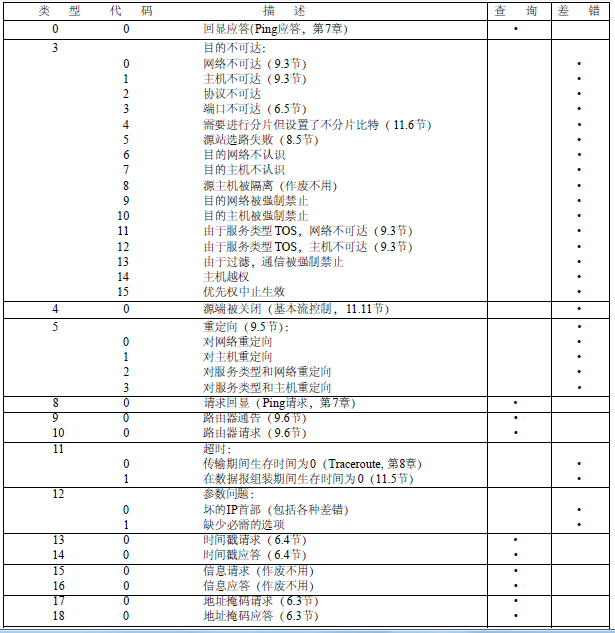 类 型 代 码 描 述 查 询 差 错
0 0 回显应答(Ping应答，第7章) •
3 目的不可达：
0 网络不可达（9.3节） •
1 主机不可达（9.3节） •
2 协议不可达 •
3 端口不可达（6.5节） •
4 需要进行分片但设置了不分片比特（11.6节） •
5 源站选路失败（8.5节） •
6 目的网络不认识 •
7 目的主机不认识 •
8 源主机被隔离（作废不用） •
9 目的网络被强制禁止 •
10 目的主机被强制禁止 •
11 由于服务类型TOS，网络不可达（9.3节） •
12 由于服务类型TOS，主机不可达（9.3节） •
13 由于过滤，通信被强制禁止 •
14 主机越权 •
15 优先权中止生效 •
4 0 源端被关闭（基本流控制，11.11节） •
5 重定向（9.5节）： •
0 对网络重定向 •
1 对主机重定向 •
2 对服务类型和网络重定向 •
3 对服务类型和主机重定向 •
8 0 请求回显（Ping请求，第7章） •
9 0 路由器通告（9.6节） •
10 0 路由器请求（9.6节） •
11 超时：
0 传输期间生存时间为0（Traceroute, 第8章） •
1 在数据报组装期间生存时间为0（11.5节） •
12 参数问题：
0 坏的IP首部（包括各种差错） •
1 缺少必需的选项 •
13 0 时间戳请求（6.4节） •
14 0 时间戳应答（6.4节） •
15 0 信息请求（作废不用） •
16 0 信息应答（作废不用） •
17 0 地址掩码请求（6.3节） •
18 0 地址掩码应答（6.3节） •